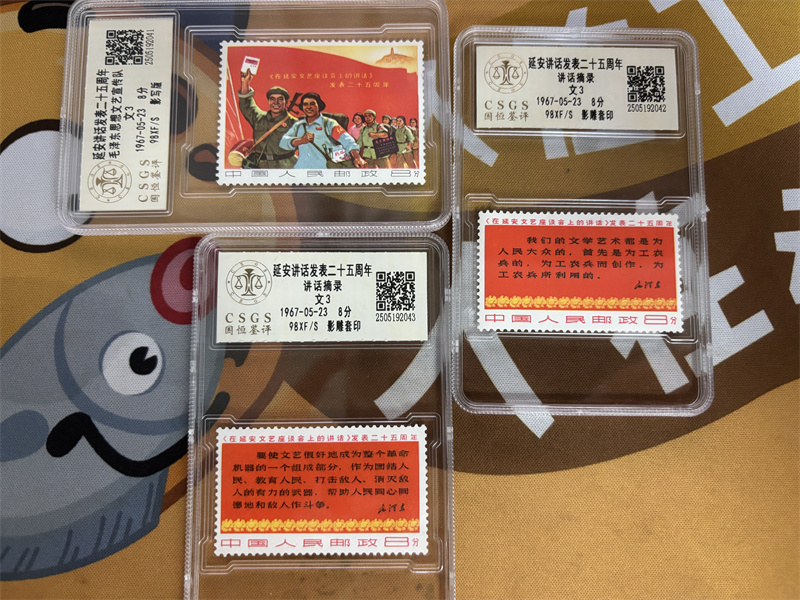 延安讲话发表二十五周年
毛泽东思想文艺宣传队
文3
1967-05-23 8分
98XF/S 影写版
CSGS
国恒鉴评
2505192041
《在延安文艺座谈会上的讲话》
发表二十五周年
中国人民邮政8分
延安讲话发表二十五周年
讲话摘录
文3
1967-05-23 8分
98XF/S 影雕套印
CSGS
国恒鉴评
2505192042
《在延安文艺座谈会上的讲话》发表二十五周年
我们的文学艺术都是为
人民大众的，首先是为工农
兵的，为工农兵而创作，为
工农兵所利用的。
毛泽东
中国人民邮政8分
延安讲话发表二十五周年
讲话摘录
文3
1967-05-23 8分
98XF/S 影雕套印
CSGS
国恒鉴评
2505192043
《在延安文艺座谈会上的讲话》发表二十五周年
要使文艺很好地成为整个革命
机器的一个组成部分，作为团结人
民、教育人民、打击敌人、消灭敌
人的有力的武器，帮助人民同心同
德地和敌人作斗争。
毛泽东
中国人民邮政8分
工
在